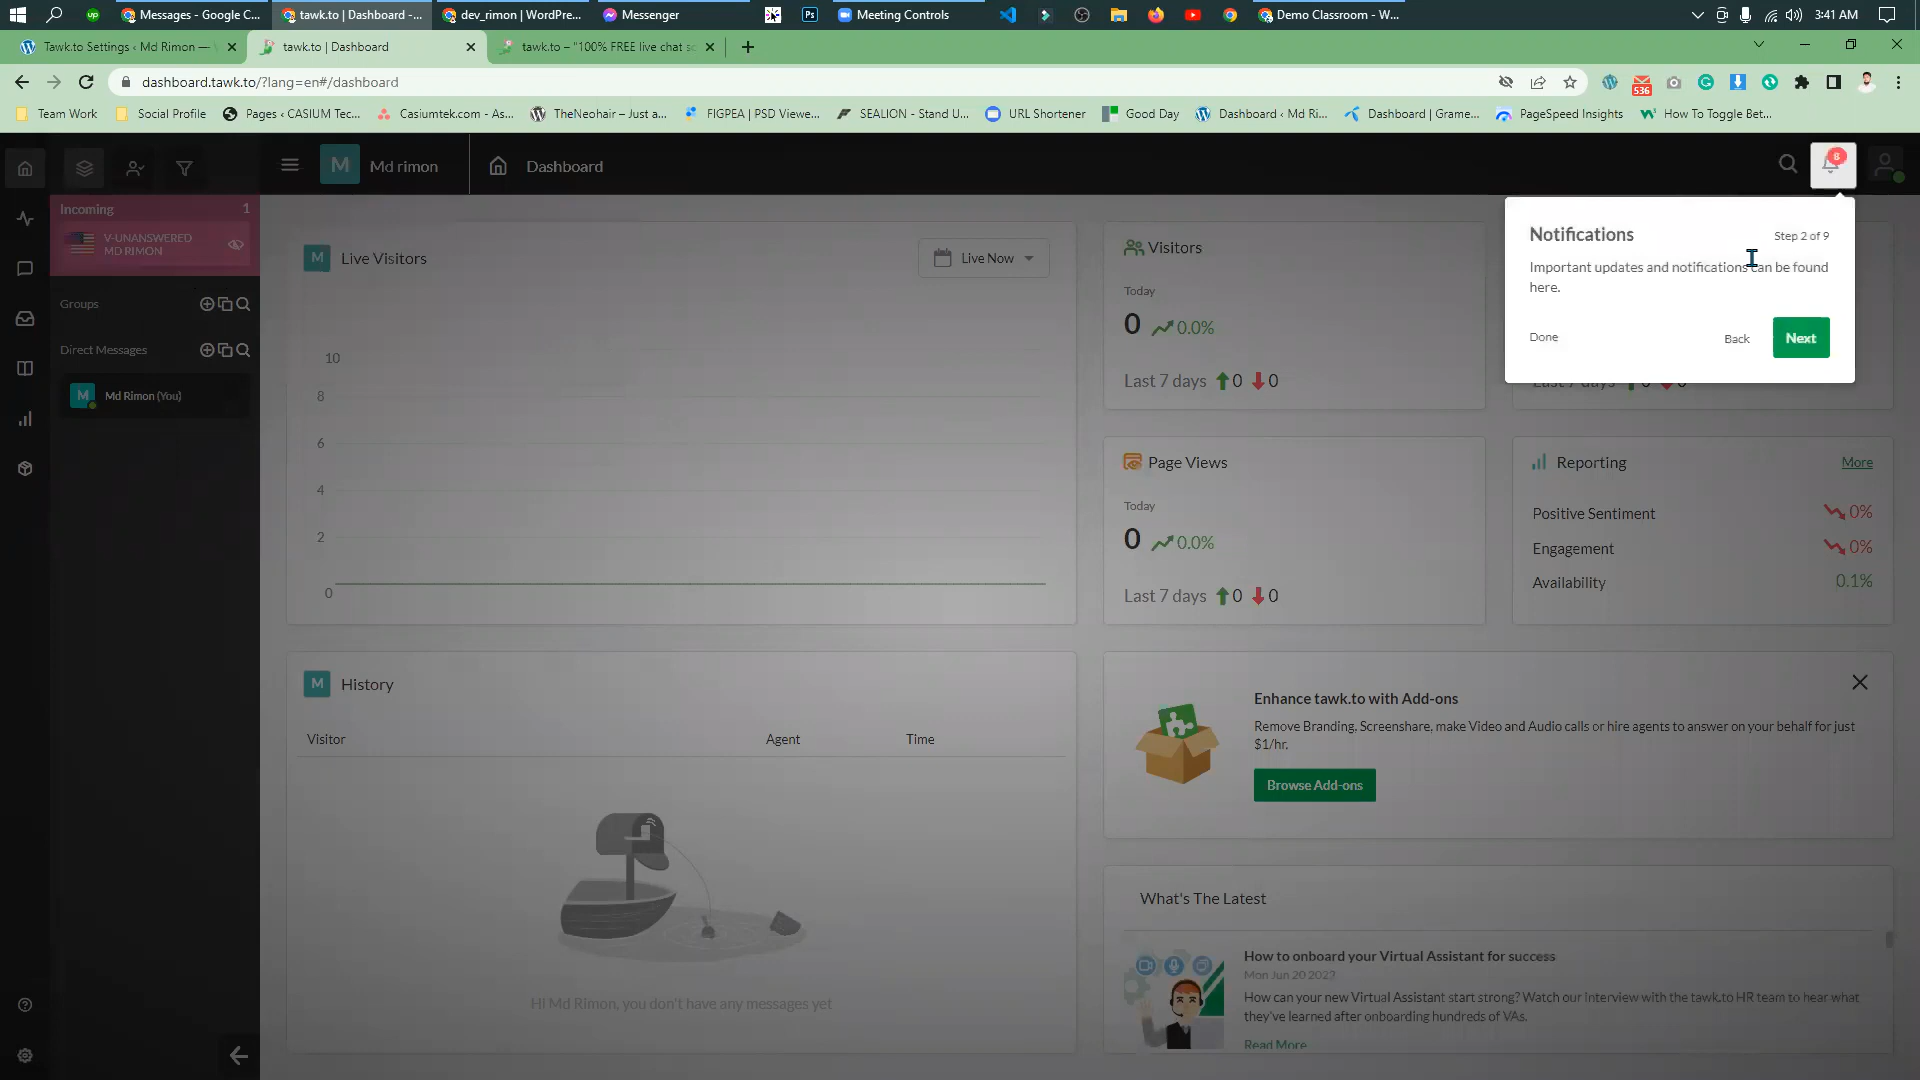 Messages - Google C...
tawk.to | Dashboard -...
dev_rimon | WordPre...
Messenger
Meeting Controls
Demo Classroom - W...
3:41 AM
Tawk.to Settings ‹ Md Rimon —
tawk.to | Dashboard
tawk.to – "100% FREE live chat so
dashboard.tawk.to/?lang=en#/dashboard
536
Team Work
Social Profile
Pages ‹ CASIUM Tec...
Casiumtek.com - As...
TheNeohair – Just a...
FIGPEA | PSD Viewe...
SEALION - Stand U...
URL Shortener
Good Day
Dashboard ‹ Md Ri...
Dashboard | Grame...
PageSpeed Insights
How To Toggle Bet...
M
Md rimon
Dashboard
8
Incoming
1
V-UNANSWERED
MD RIMON
Groups
Direct Messages
M
Md Rimon (You)
M
Live Visitors
Live Now
10
8
6
4
2
0
Visitors
Today
0
0.0%
Last 7 days
0
0
Notifications
Step 2 of 9
Important updates and notifications can be found
here.
Done
Back
Next
Page Views
Today
0
0.0%
Last 7 days
0
0
Reporting
More
Positive Sentiment
0%
Engagement
0%
Availability
0.1%
M
History
Visitor
Agent
Time
Hi Md Rimon, you don't have any messages yet
Enhance tawk.to with Add-ons
Remove Branding, Screenshare, make Video and Audio calls or hire agents to answer on your behalf for just
$1/hr.
Browse Add-ons
What's The Latest
How to onboard your Virtual Assistant for success
Mon Jun 20 2022
How can your new Virtual Assistant start strong? Watch our interview with the tawk.to HR team to hear what
they've learned after onboarding hundreds of VAs.
Read More